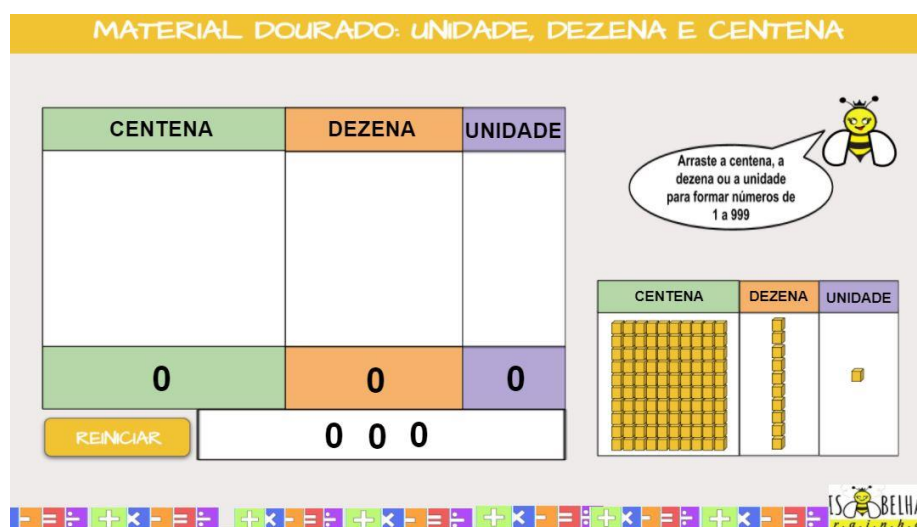 MATERIAL DOURADO: UNIDADE, DEZENA E CENTENA
CENTENA DEZENA UNIDADE
0 0 0
REINICIAR
0 0 0
Arraste a centena, a
dezena ou a unidade
para formar números de
1 a 999
CENTENA DEZENA UNIDADE